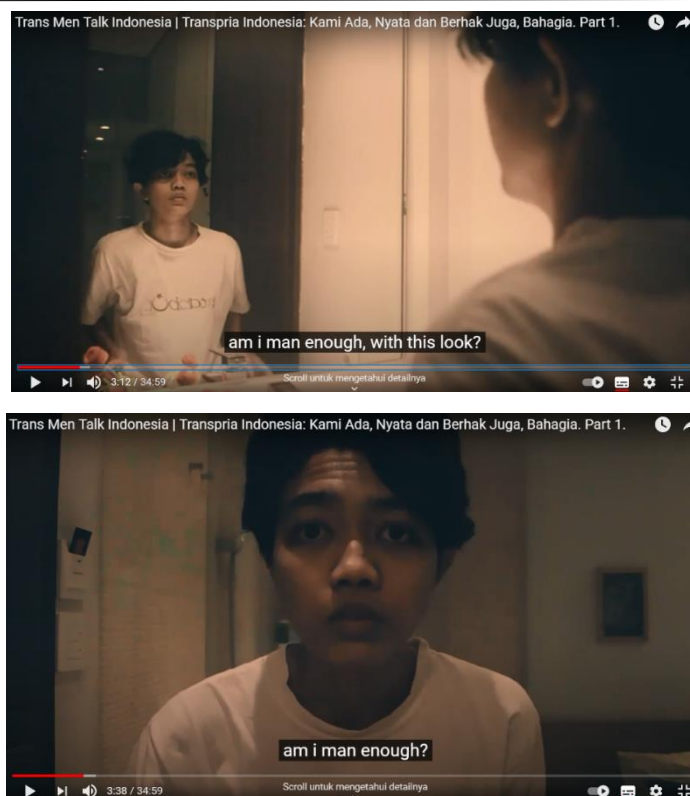 Trans Men Talk Indonesia | Transpria Indonesia: Kami Ada, Nyata dan Berhak Juga, Bahagia. Part 1.
am i man enough, with this look?
3:12 / 34:59
Scroll untuk mengetahui detailnya
Trans Men Talk Indonesia | Transpria Indonesia: Kami Ada, Nyata dan Berhak Juga, Bahagia. Part 1.
am i man enough?
3:38 / 34:59
Scroll untuk mengetahui detailnya